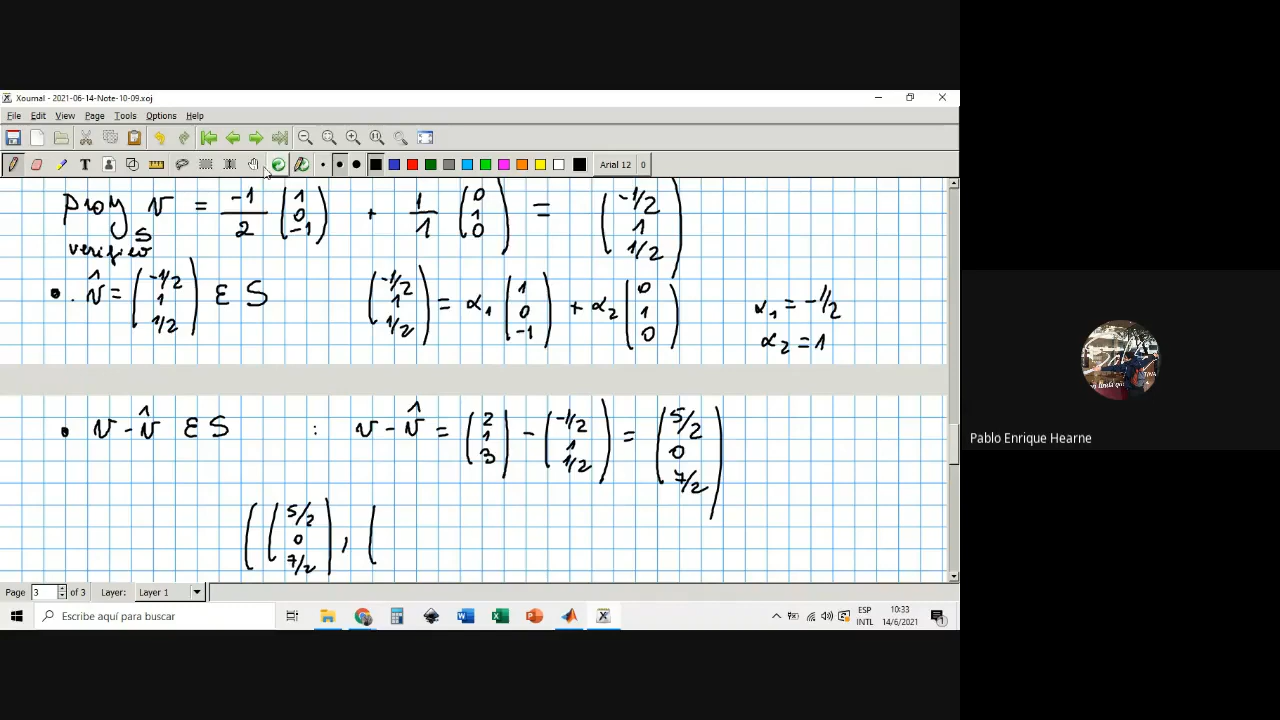 Xournal - 2021-06-14-Note-10-09.xoj
File Edit View Page Tools Options Help
Arial 12 0
Proy_S v = -1/2 (1 0 -1) + 1/1 (0 1 0) = (-1/2 1 1/2)
verifico
• v̂ = (-1/2 1 1/2) ε S (-1/2 1 1/2) = α1 (1 0 -1) + α2 (0 1 0) α1 = -1/2
α2 = 1
• v - v̂ ε S : v - v̂ = (2 1 3) - (-1/2 1 1/2) = (5/2 0 7/2)
((5/2 0 7/2), (
Pablo Enrique Hearne
Page 3 of 3 Layer: Layer 1
Escribe aquí para buscar
ESP
INTL
10:33
14/6/2021